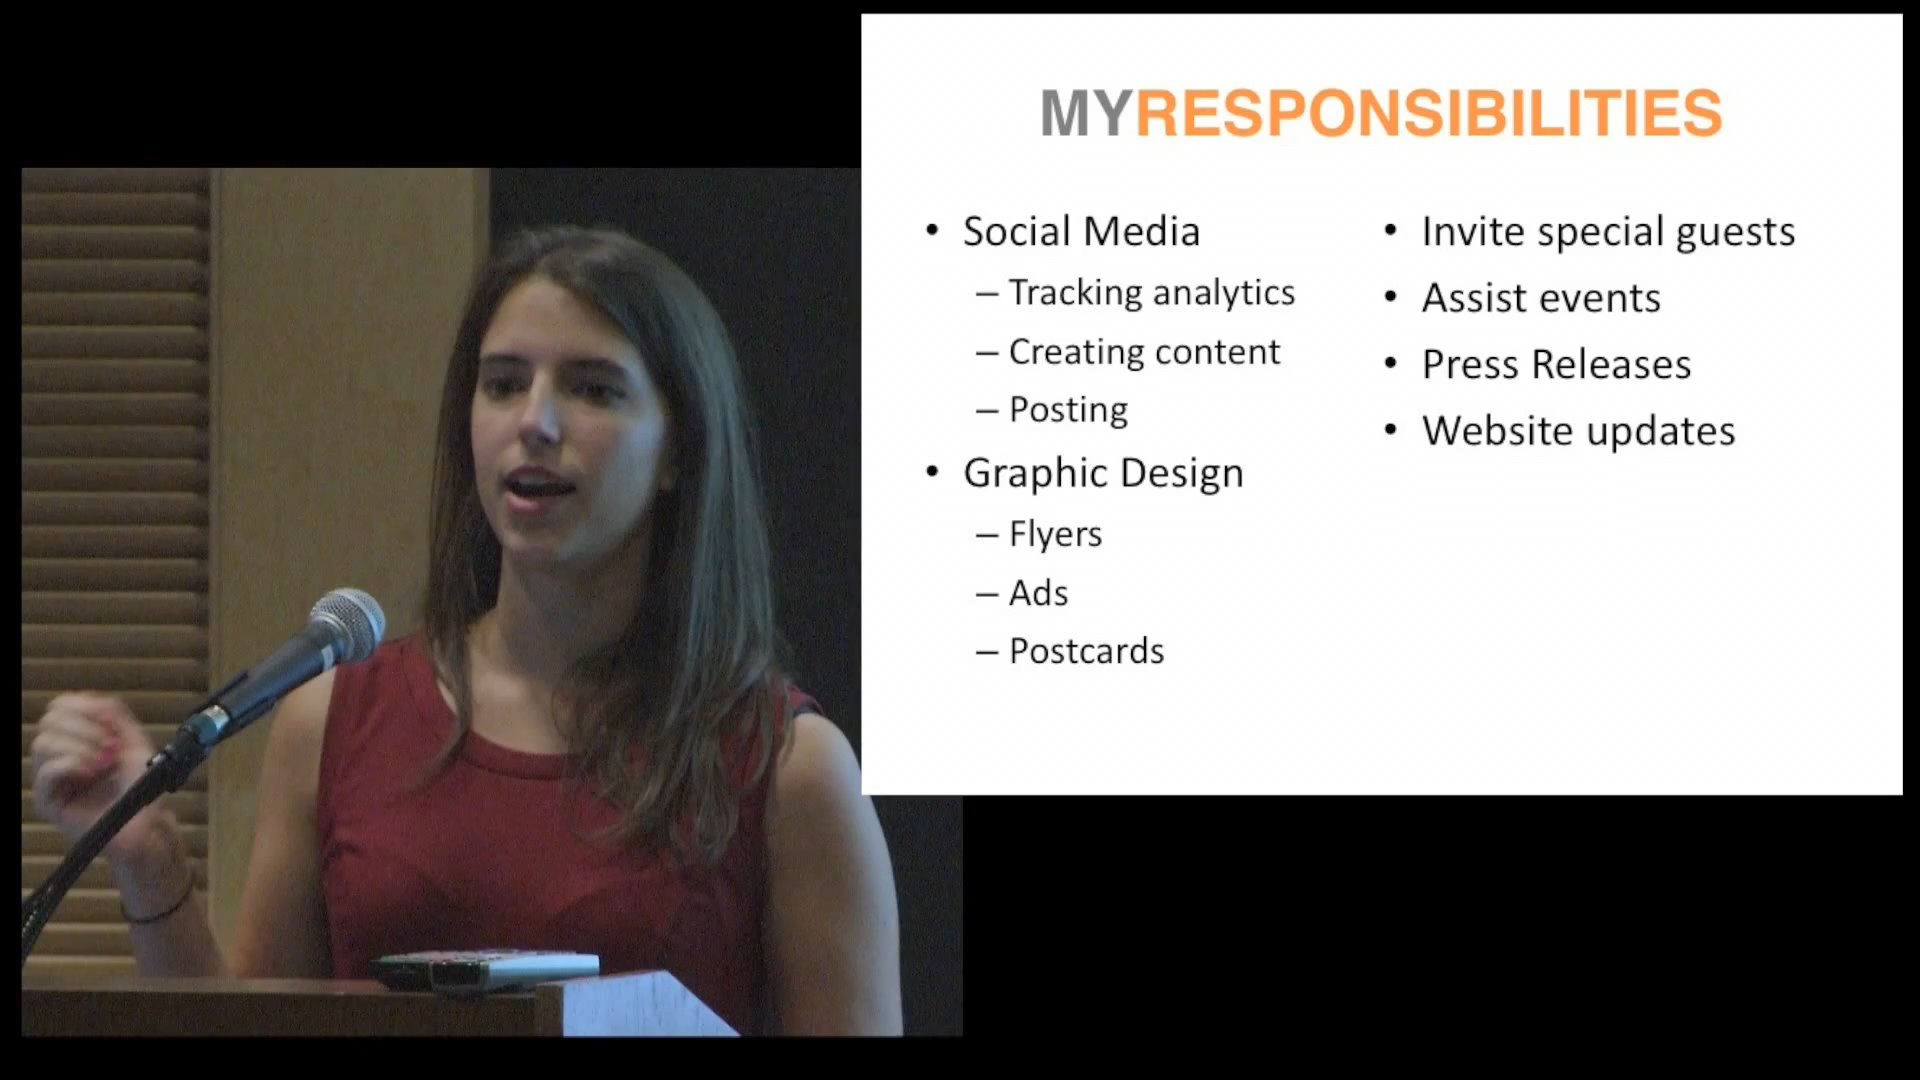 MYRESPONSIBILITIES
• Social Media
– Tracking analytics
– Creating content
– Posting
• Graphic Design
– Flyers
– Ads
– Postcards
• Invite special guests
• Assist events
• Press Releases
• Website updates